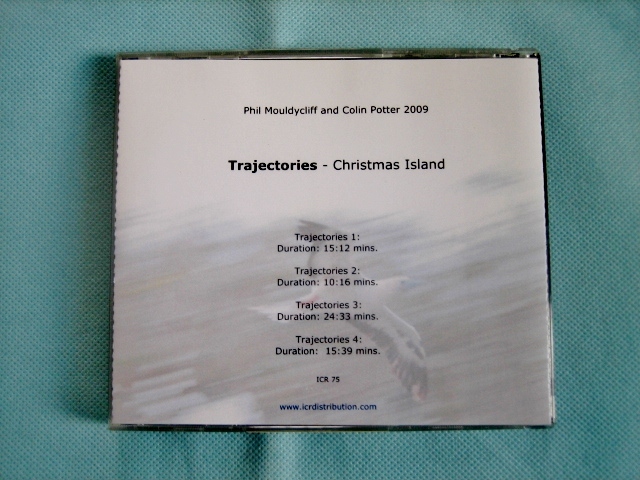 Phil Mouldycliff and Colin Potter 2009
Trajectories - Christmas Island
Trajectories 1:
Duration: 15:12 mins.
Trajectories 2:
Duration: 10:16 mins.
Trajectories 3:
Duration: 24:33 mins.
Trajectories 4:
Duration: 15:39 mins.
ICR 75
www.icrdistribution.com